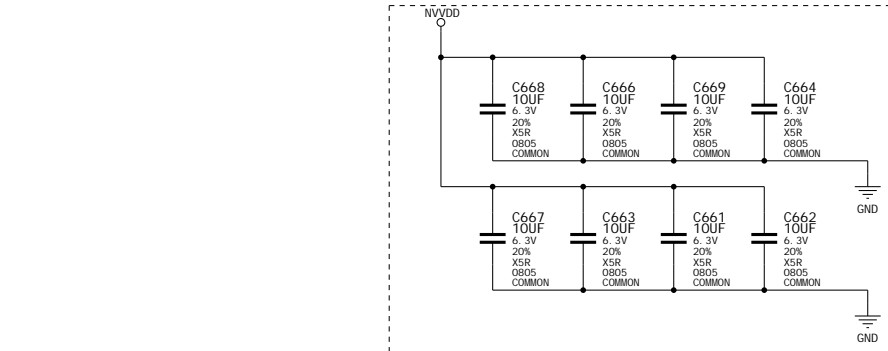 NVVDD
C668
10UF
6.3V
20%
X5R
0805
COMMON
C666
10UF
6.3V
20%
X5R
0805
COMMON
C669
10UF
6.3V
20%
X5R
0805
COMMON
C664
10UF
6.3V
20%
X5R
0805
COMMON
GND
C667
10UF
6.3V
20%
X5R
0805
COMMON
C663
10UF
6.3V
20%
X5R
0805
COMMON
C661
10UF
6.3V
20%
X5R
0805
COMMON
C662
10UF
6.3V
20%
X5R
0805
COMMON
GND